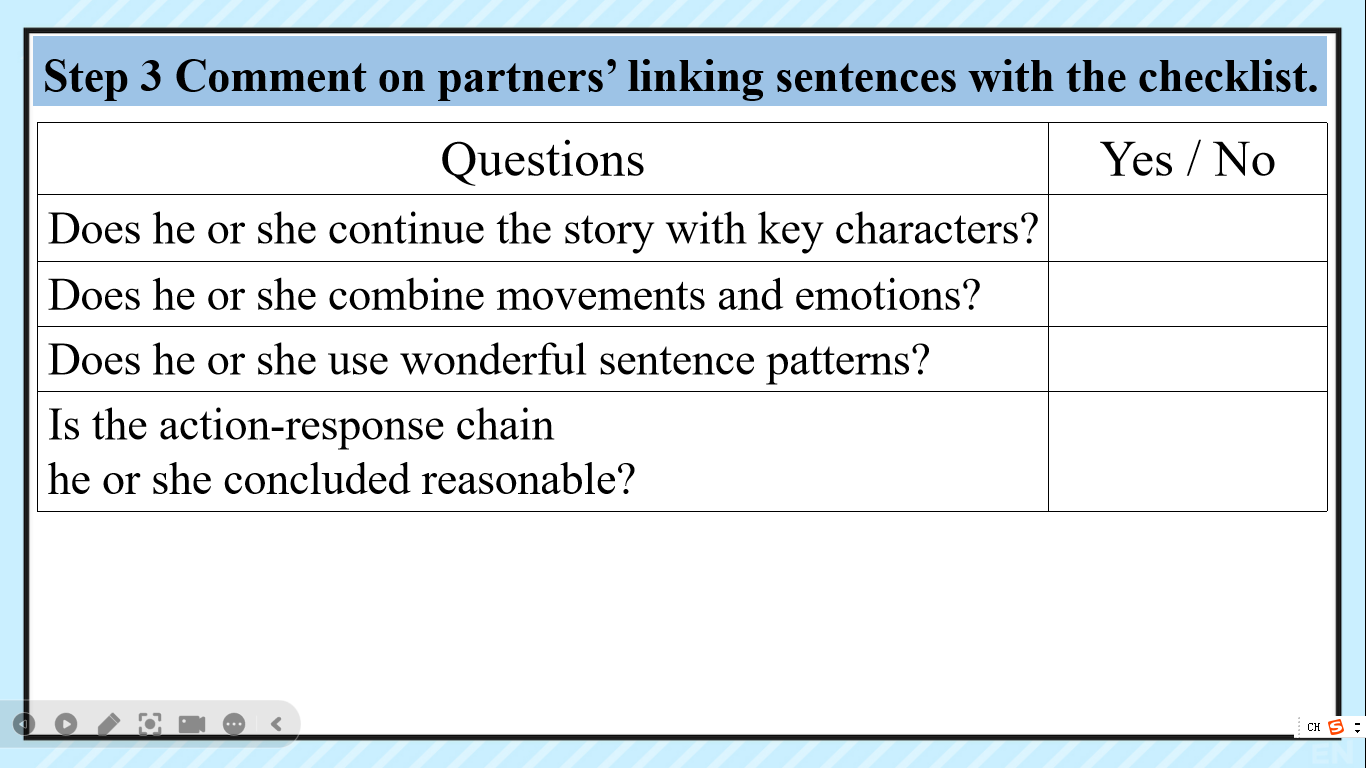 Step 3 Comment on partners’ linking sentences with the checklist.
Questions
Yes / No
Does he or she continue the story with key characters?
Does he or she combine movements and emotions?
Does he or she use wonderful sentence patterns?
Is the action-response chain
he or she concluded reasonable?
CH
EN